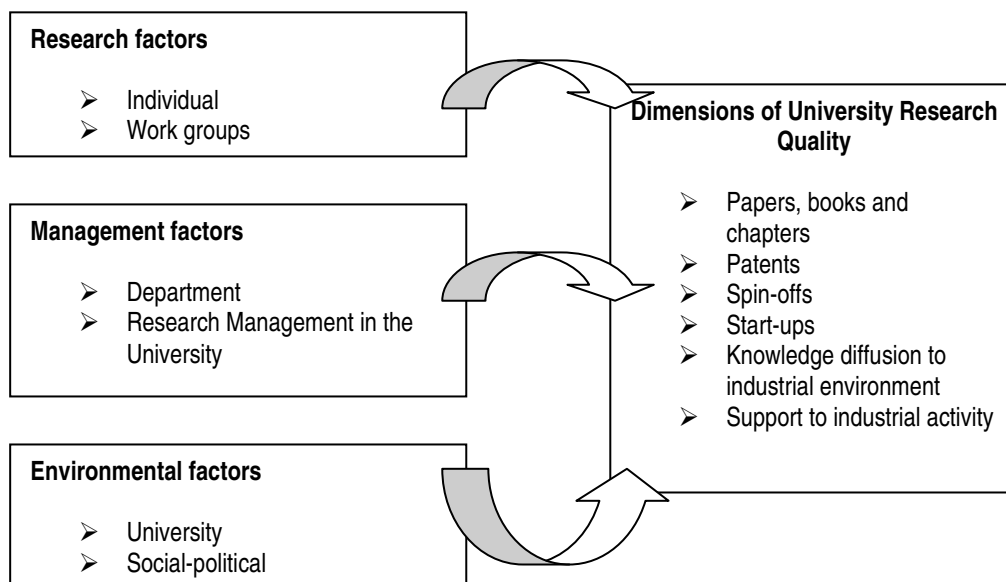 Research factors
➢ Individual
➢ Work groups
Management factors
➢ Department
➢ Research Management in the
University
Environmental factors
➢ University
➢ Social-political
Dimensions of University Research
Quality
➢ Papers, books and
chapters
➢ Patents
➢ Spin-offs
➢ Start-ups
➢ Knowledge diffusion to
industrial environment
➢ Support to industrial activity